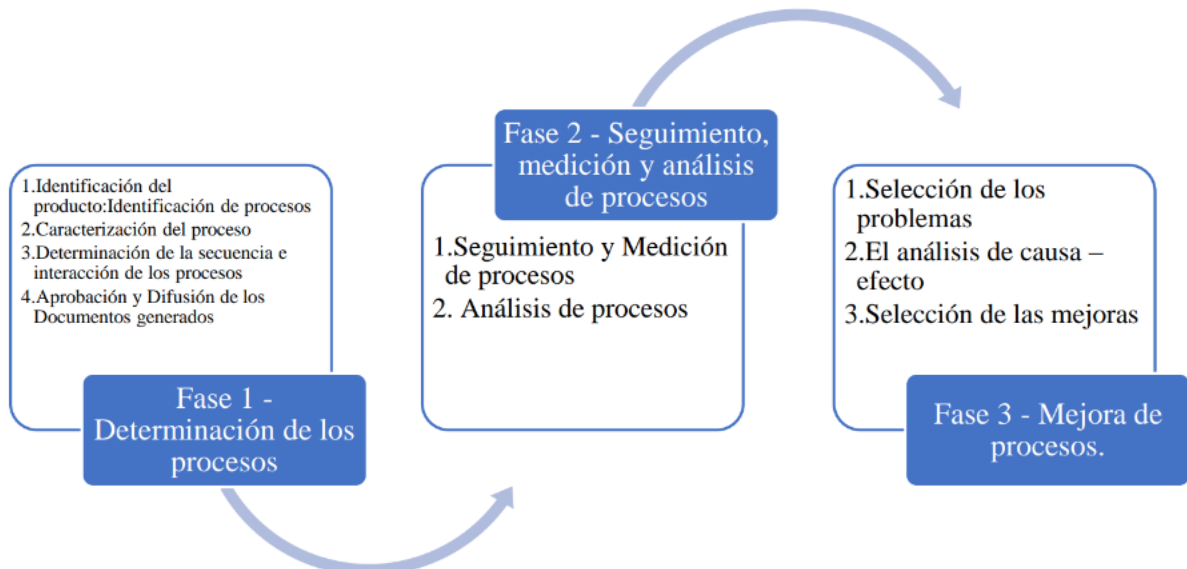 1.Identificación del
producto:Identificación de procesos
2.Caracterización del proceso
3.Determinación de la secuencia e
interacción de los procesos
4.Aprobación y Difusión de los
Documentos generados
Fase 1 -
Determinación de los
procesos
Fase 2 - Seguimiento,
medición y análisis
de procesos
1.Seguimiento y Medición
de procesos
2. Análisis de procesos
1.Selección de los
problemas
2.El análisis de causa –
efecto
3.Selección de las mejoras
Fase 3 - Mejora de
procesos.